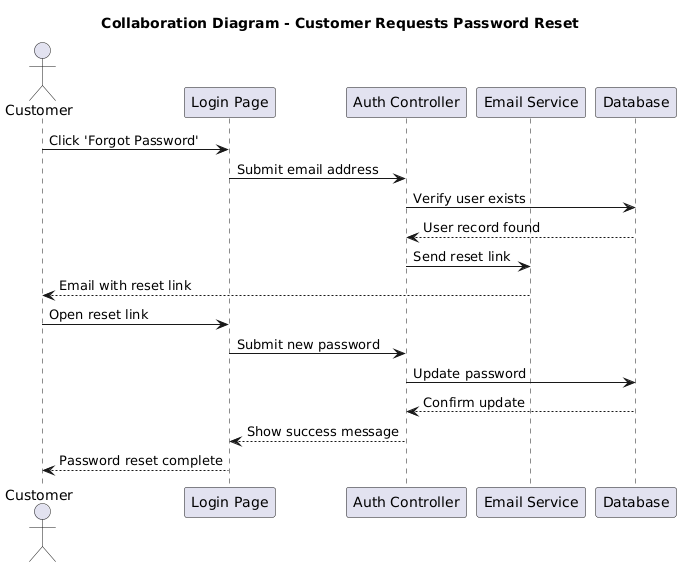 Collaboration Diagram - Customer Requests Password Reset
Customer
Login Page
Auth Controller
Email Service
Database
Click 'Forgot Password'
Submit email address
Verify user exists
User record found
Send reset link
Email with reset link
Open reset link
Submit new password
Update password
Confirm update
Show success message
Password reset complete
Customer
Login Page
Auth Controller
Email Service
Database